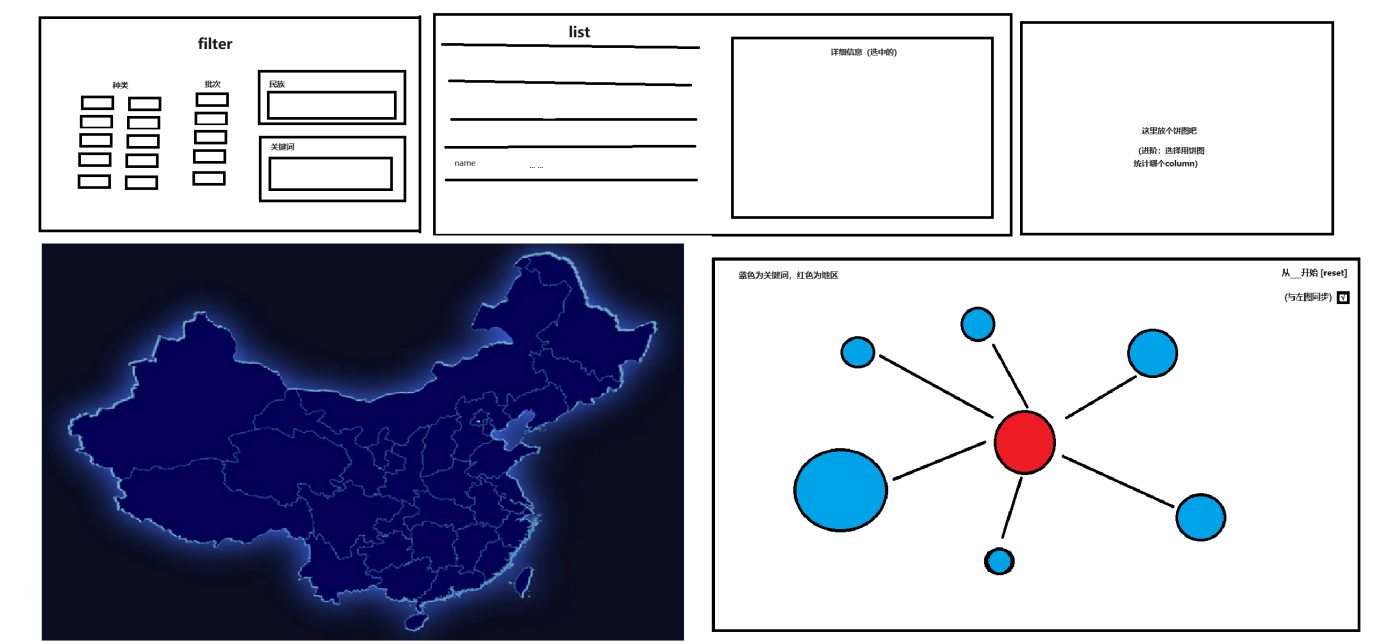 filter
种类
批次
民族
关键词
list
name
... ...
详细信息（选中的）
这里放个饼图吧
(进阶：选择用饼图
统计哪个column)
蓝色为关键词，红色为地区
从__开始 [reset]
(与左图同步) √